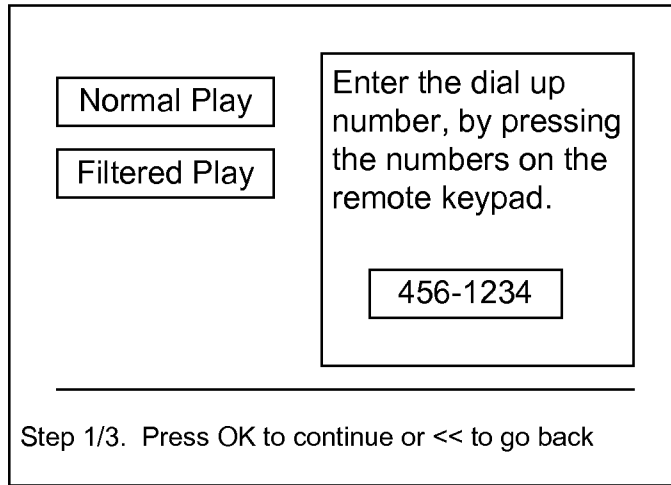 Normal Play
Filtered Play
Enter the dial up
number, by pressing
the numbers on the
remote keypad.
456-1234
Step 1/3. Press OK to continue or << to go back